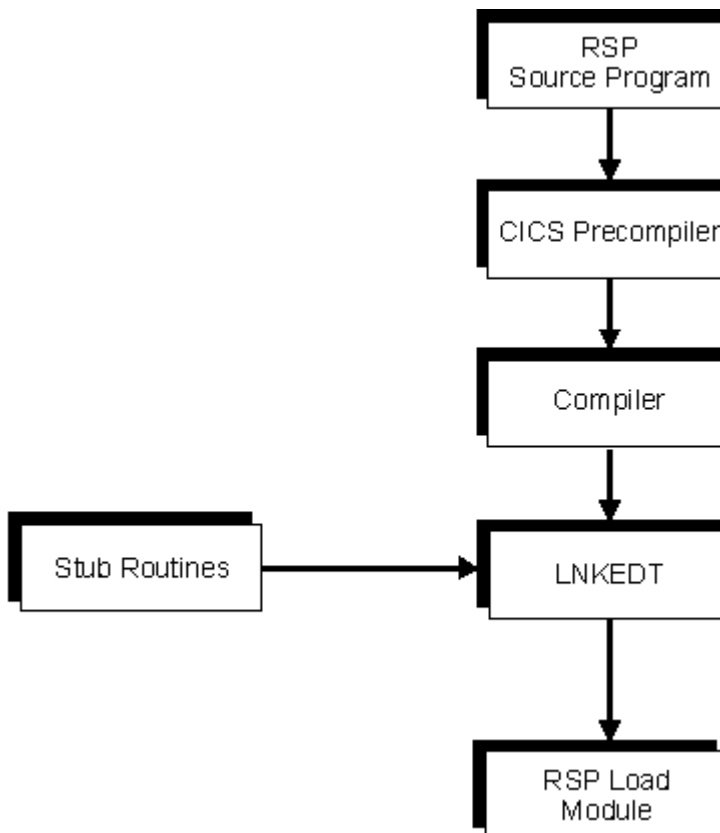 RSP
Source Program
CICS Precompiler
Compiler
Stub Routines
LNKEDT
RSP Load
Module